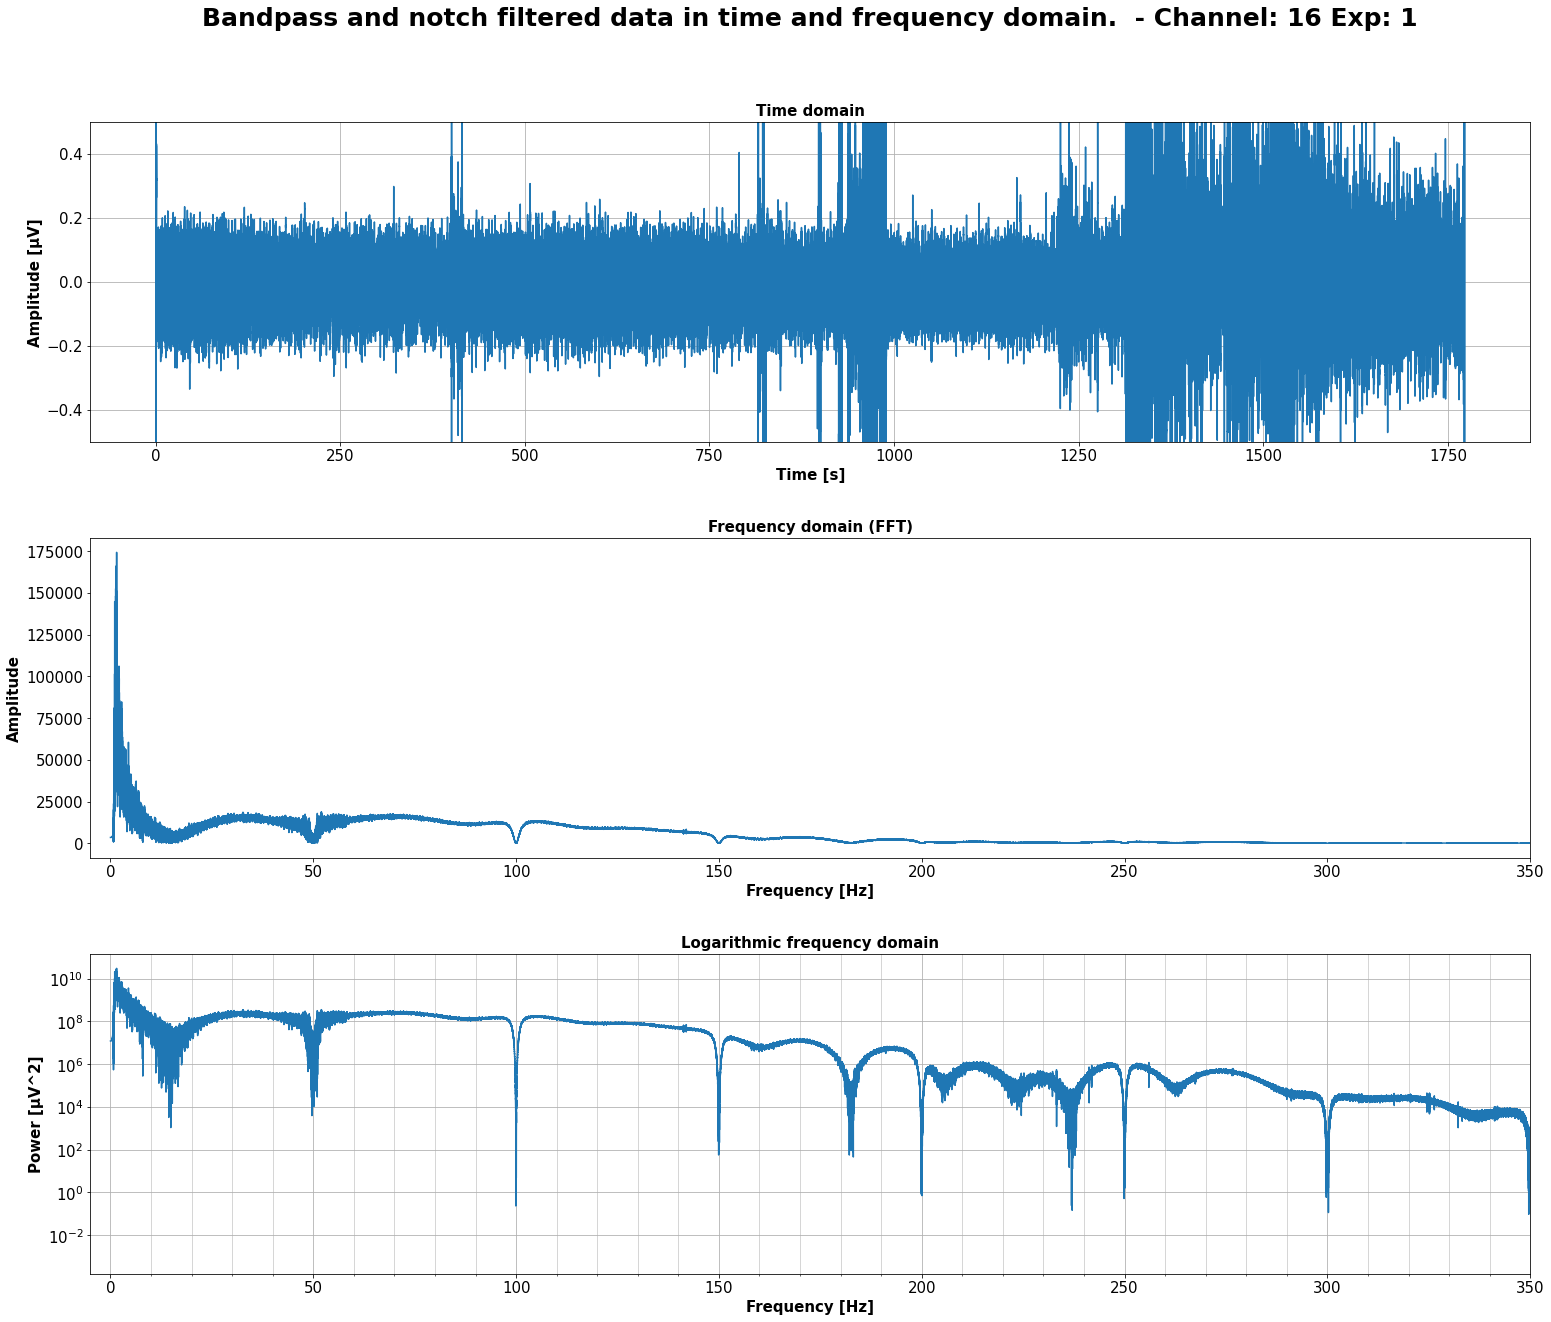 Bandpass and notch filtered data in time and frequency domain.  - Channel: 16 Exp: 1
Time domain
Amplitude [µV]
0.4
0.2
0.0
−0.2
−0.4
0 250 500 750 1000 1250 1500 1750
Time [s]
Frequency domain (FFT)
Amplitude
175000
150000
125000
100000
75000
50000
25000
0
0 50 100 150 200 250 300 350
Frequency [Hz]
Logarithmic frequency domain
Power [µV^2]
10^10
10^8
10^6
10^4
10^2
10^0
10^−2
0 50 100 150 200 250 300 350
Frequency [Hz]